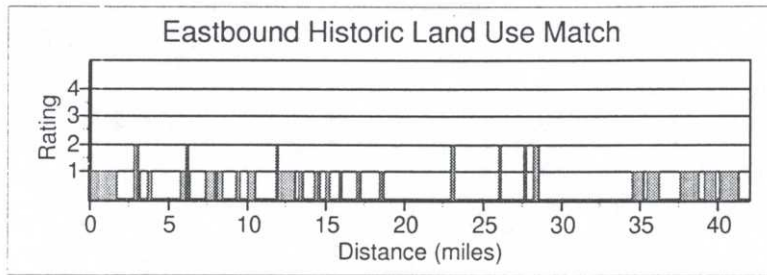 Eastbound Historic Land Use Match
Rating
4
3
2
1
0 5 10 15 20 25 30 35 40
Distance (miles)